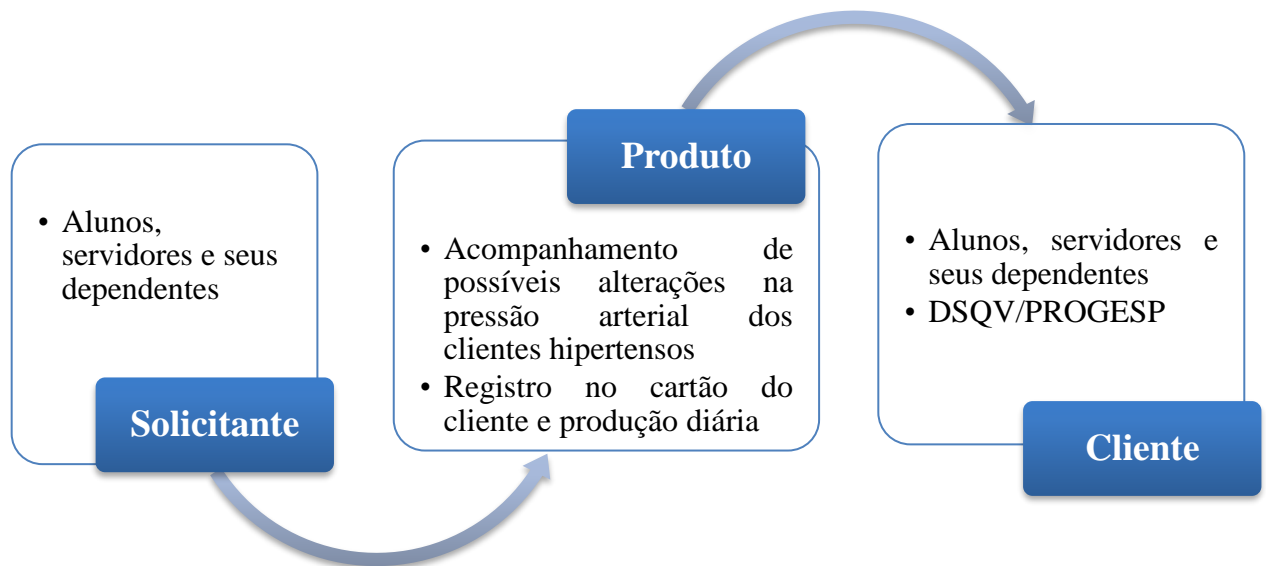 • Alunos,
servidores e seus
dependentes
Solicitante
Produto
• Acompanhamento de
possíveis alterações na
pressão arterial dos
clientes hipertensos
• Registro no cartão do
cliente e produção diária
• Alunos, servidores e
seus dependentes
• DSQV/PROGESP
Cliente